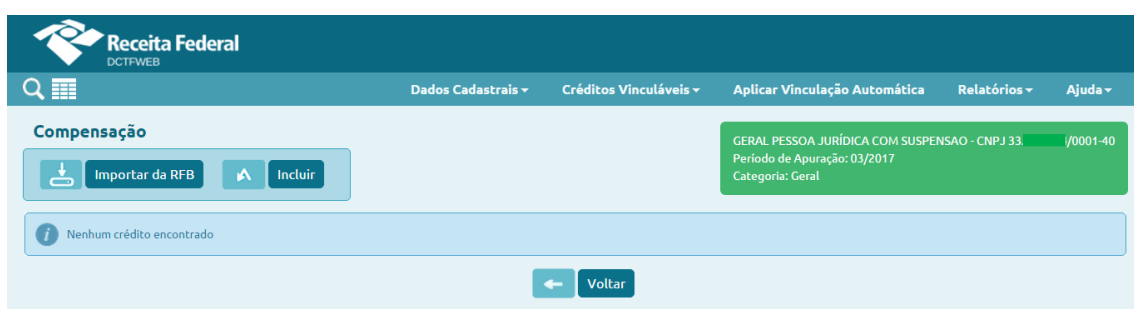 Receita Federal
DCTFWEB
Dados Cadastrais Créditos Vinculáveis Aplicar Vinculação Automática Relatórios Ajuda
Compensação
Importar da RFB Incluir
GERAL PESSOA JURÍDICA COM SUSPENSAO - CNPJ 33. /0001-40
Período de Apuração: 03/2017
Categoria: Geral
Nenhum crédito encontrado
Voltar